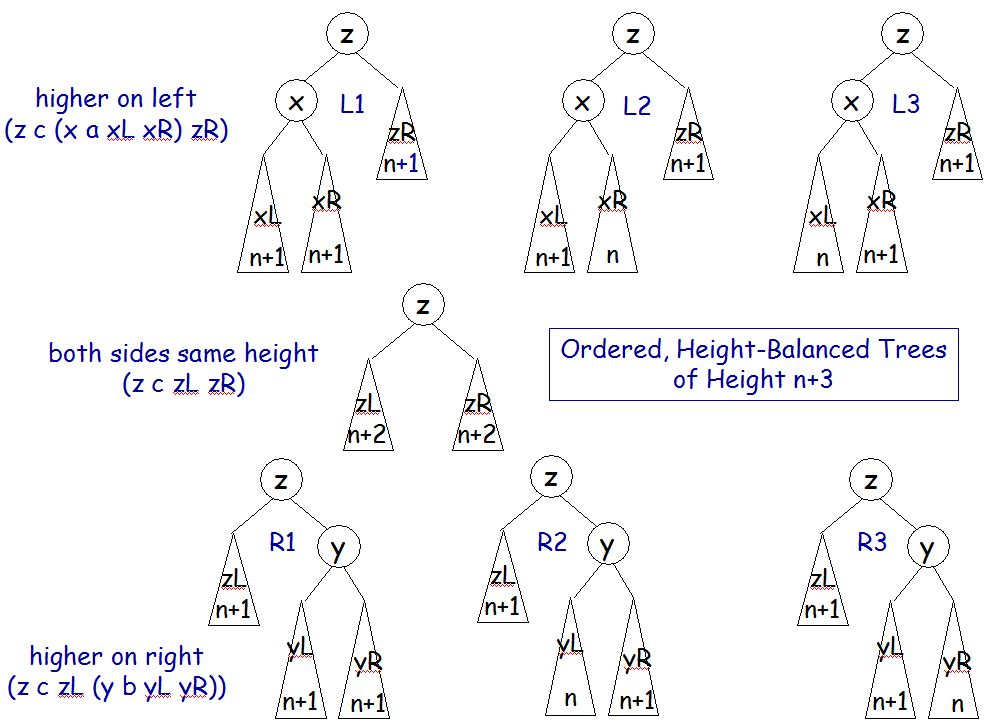 z z z
higher on left
(z c (x a xL xR) zR)
x L1 x L2 x L3
zR zR zR
n+1 n+1 n+1
xL xR xL xR xL xR
n+1 n+1 n+1 n n n+1
z
both sides same height
(z c zL zR)
Ordered, Height-Balanced Trees
of Height n+3
zL zR
n+2 n+2
z z z
R1 y R2 y R3 y
zL zL zL
n+1 n+1 n+1
higher on right
(z c zL (y b yL yR))
yL yR yL yR yL yR
n+1 n+1 n n+1 n+1 n